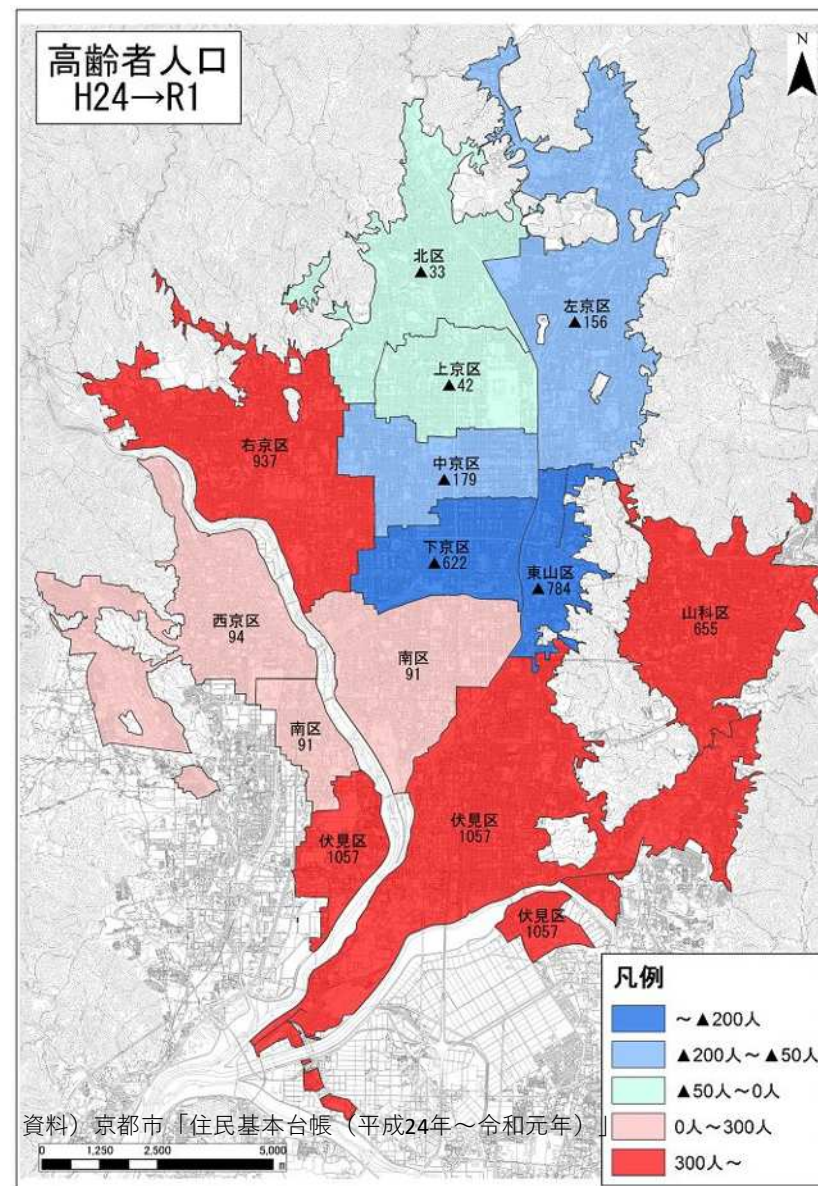 高齢者人口
H24→R1
N
北区
▲33
左京区
▲156
上京区
▲42
右京区
937
中京区
▲179
下京区
▲622
東山区
▲784
山科区
655
西京区
94
南区
91
南区
91
伏見区
1057
伏見区
1057
伏見区
1057
凡例
～▲200人
▲200人～▲50人
▲50人～0人
0人～300人
300人～
資料）京都市「住民基本台帳（平成24年～令和元年）」
0 1,250 2,500 5,000
m